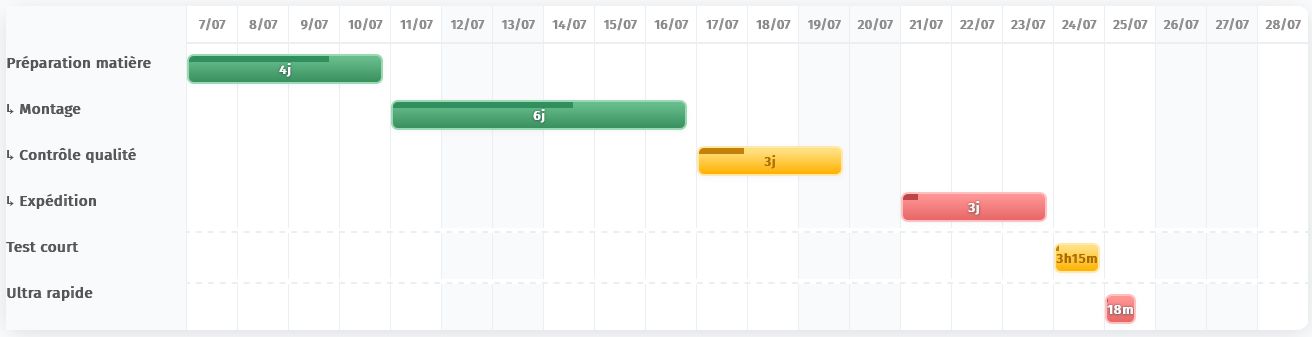 7/07 8/07 9/07 10/07 11/07 12/07 13/07 14/07 15/07 16/07 17/07 18/07 19/07 20/07 21/07 22/07 23/07 24/07 25/07 26/07 27/07 28/07
Préparation matière 4j
↳ Montage 6j
↳ Contrôle qualité 3j
↳ Expédition 3j
Test court 3h15m
Ultra rapide 18m